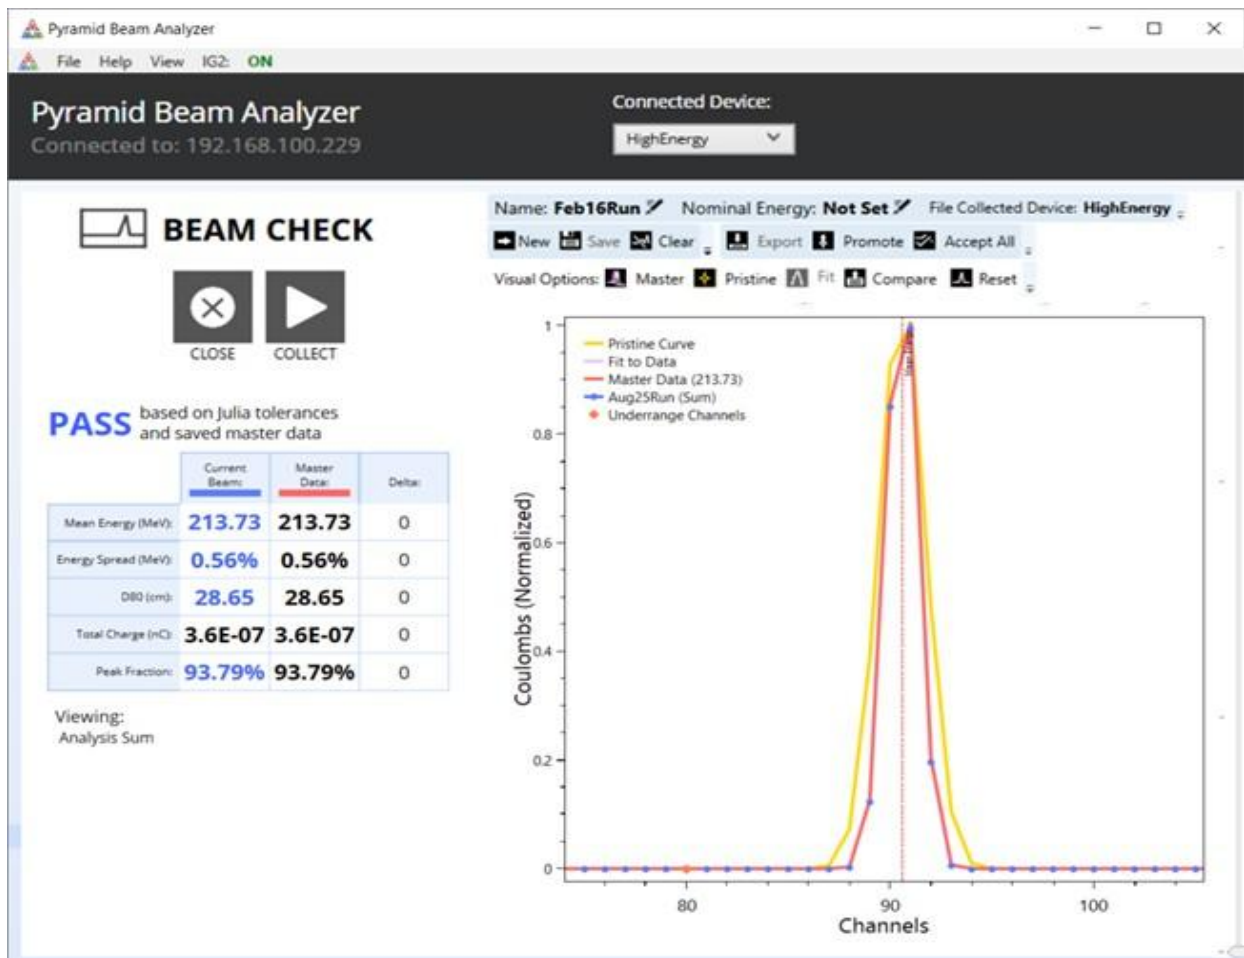 Pyramid Beam Analyzer
File Help View IG2: ON
Pyramid Beam Analyzer
Connected to: 192.168.100.229
Connected Device:
HighEnergy
BEAM CHECK
CLOSE COLLECT
PASS based on Julia tolerances
and saved master data
Current Beam: Master Data: Delta:
Mean Energy (MeV): 213.73 213.73 0
Energy Spread (MeV): 0.56% 0.56% 0
D80 (cm): 28.65 28.65 0
Total Charge (nC): 3.6E-07 3.6E-07 0
Peak Fraction: 93.79% 93.79% 0
Viewing:
Analysis Sum
Name: Feb16Run Nominal Energy: Not Set File Collected Device: HighEnergy
New Save Clear Export Promote Accept All
Visual Options: Master Pristine Fit Compare Reset
Pristine Curve
Fit to Data
Master Data (213.73)
Aug25Run (Sum)
Underrange Channels
Coulombs (Normalized)
1
0.8
0.6
0.4
0.2
0
80 90 100
Channels